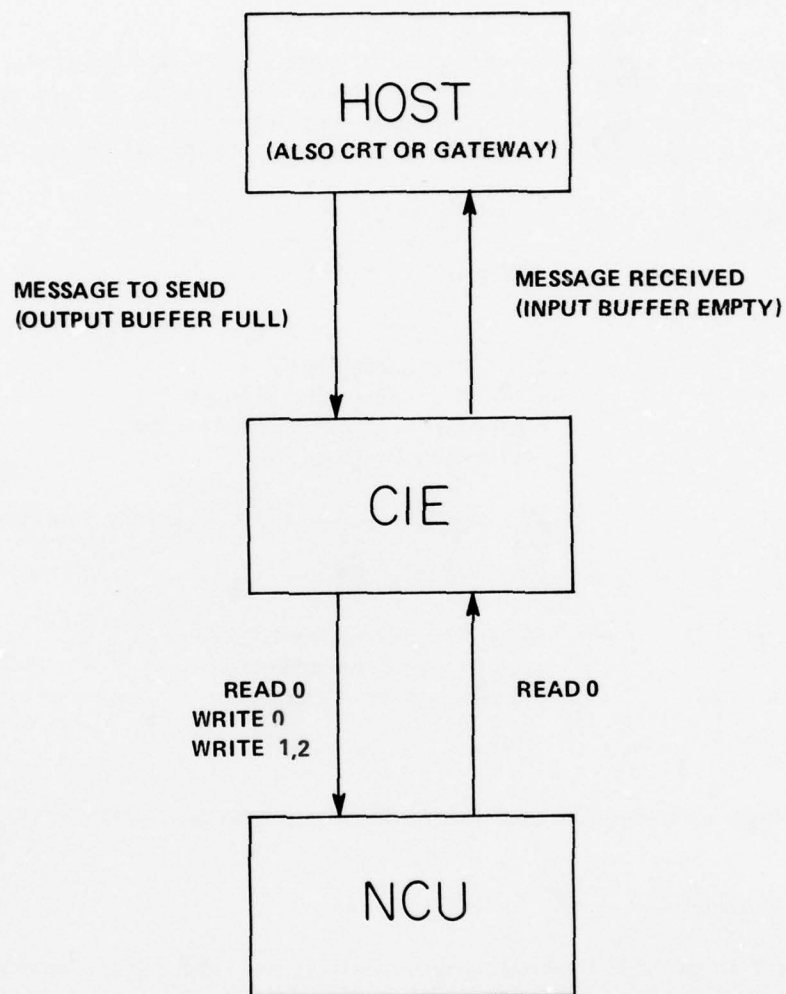 HOST
(ALSO CRT OR GATEWAY)
MESSAGE TO SEND
(OUTPUT BUFFER FULL)
MESSAGE RECEIVED
(INPUT BUFFER EMPTY)
CIE
READ 0
WRITE 0
WRITE 1,2
READ 0
NCU